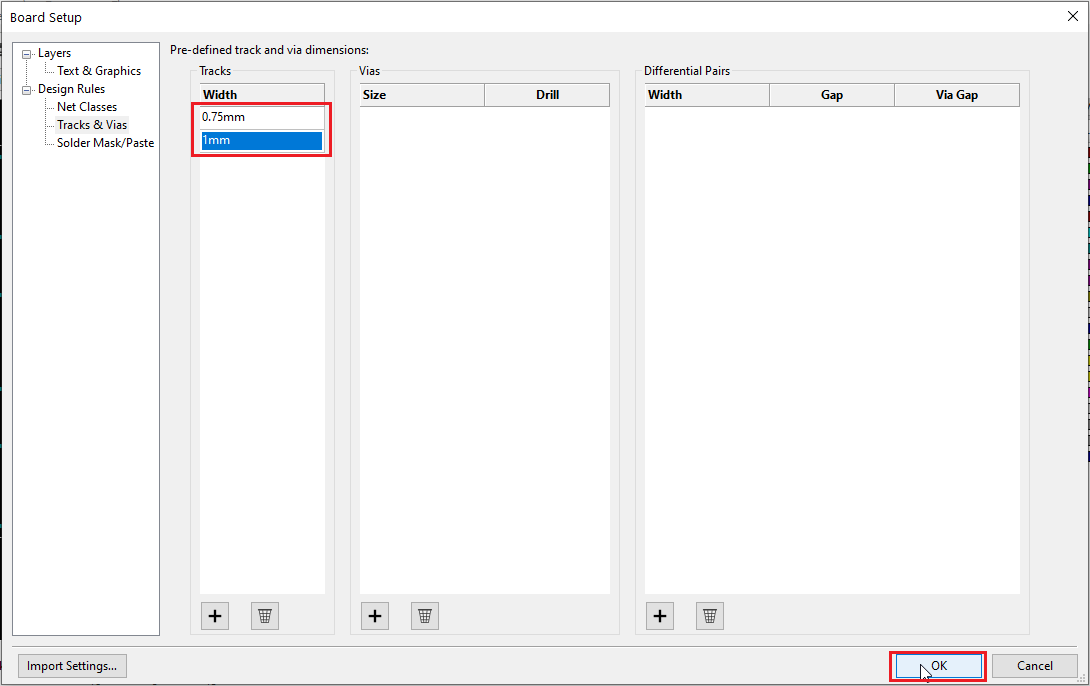 Board Setup
Layers
Text & Graphics
Design Rules
Net Classes
Tracks & Vias
Solder Mask/Paste
Pre-defined track and via dimensions:
Tracks
Width
0.75mm
1mm
Vias
Size Drill
Differential Pairs
Width Gap Via Gap
Import Settings...
OK
Cancel